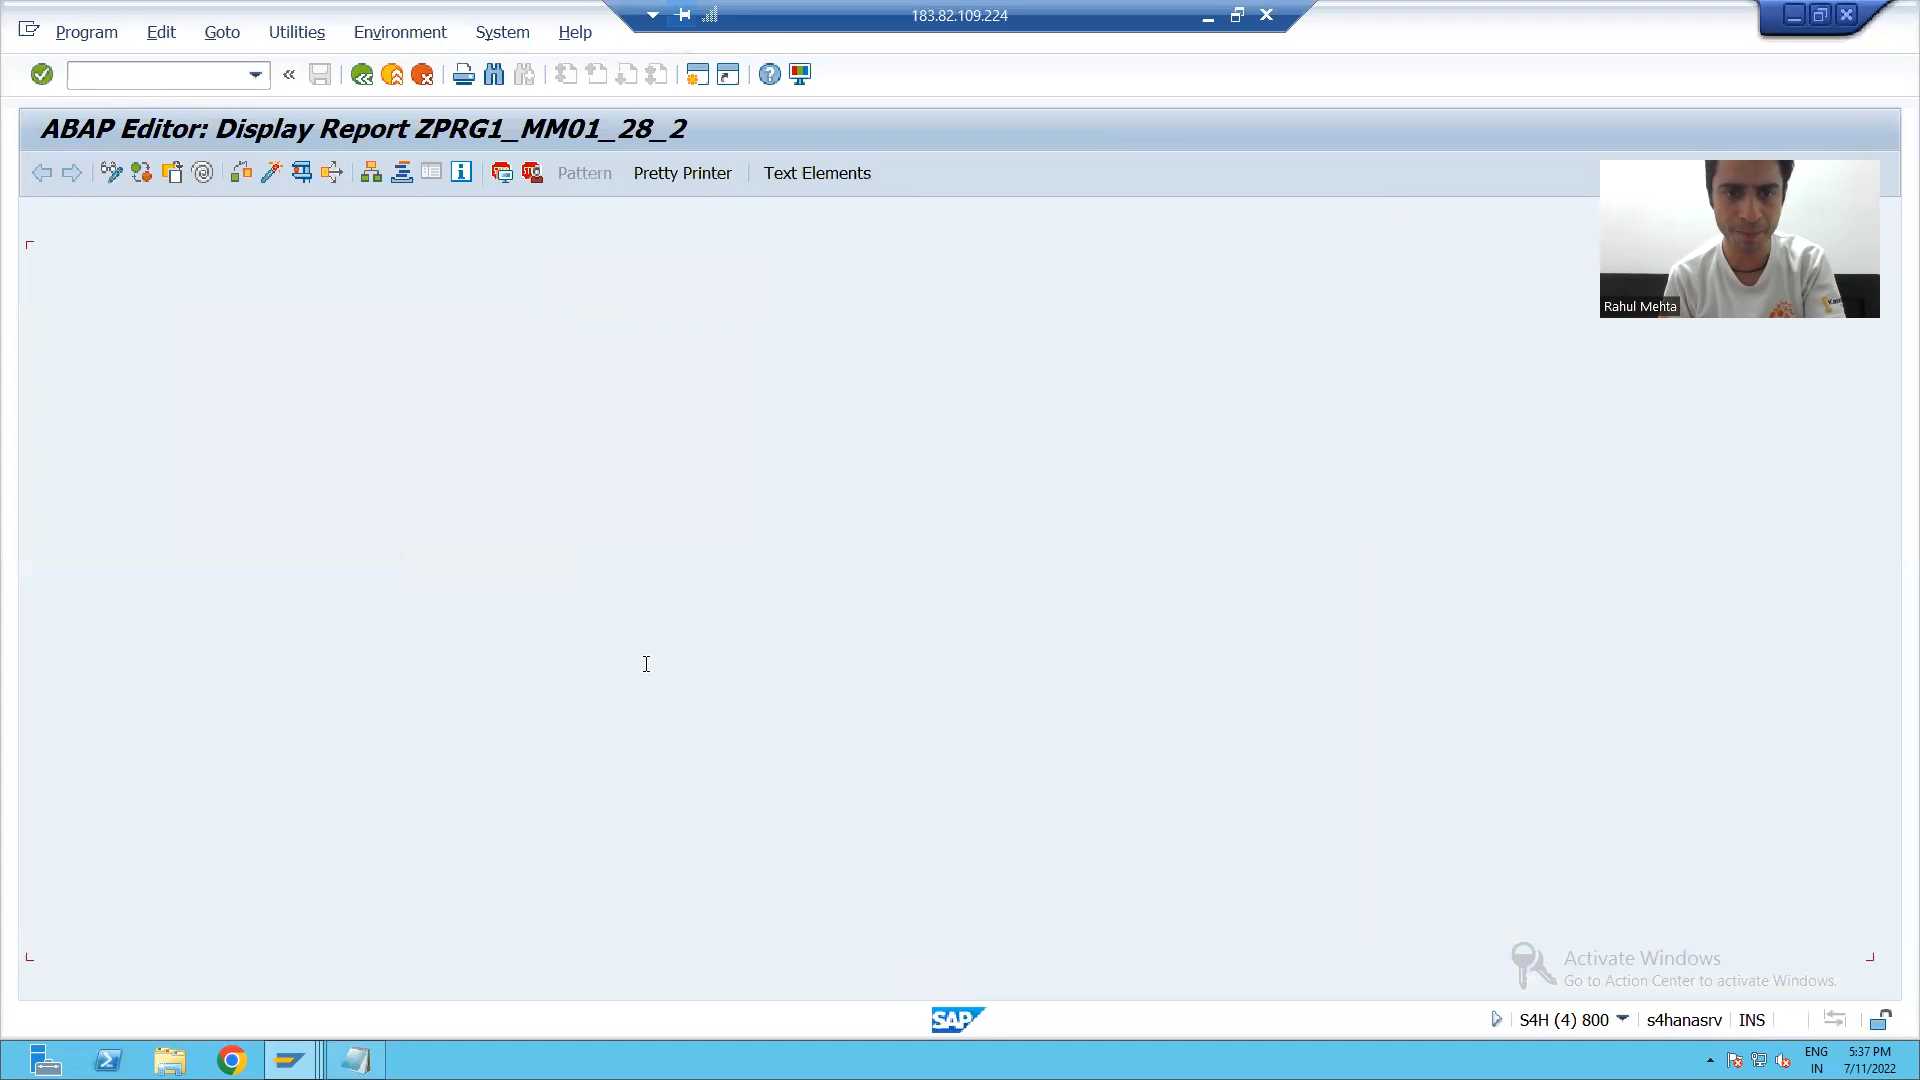 183.82.109.224
Program Edit Goto Utilities Environment System Help
ABAP Editor: Display Report ZPRG1_MM01_28_2
Pattern Pretty Printer Text Elements
Rahul Mehta
Activate Windows
Go to Action Center to activate Windows.
SAP
S4H (4) 800 s4hanasrv INS
ENG 5:37 PM
IN 7/11/2022